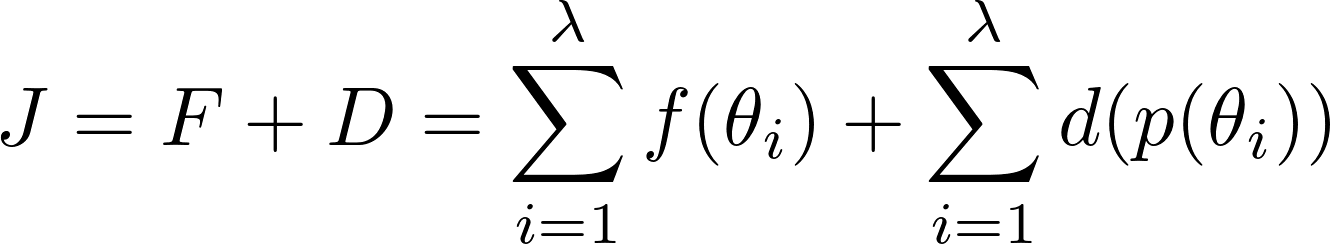 J = F + D = \sum_{i=1}^{\lambda} f(\theta_i) + \sum_{i=1}^{\lambda} d(p(\theta_i))